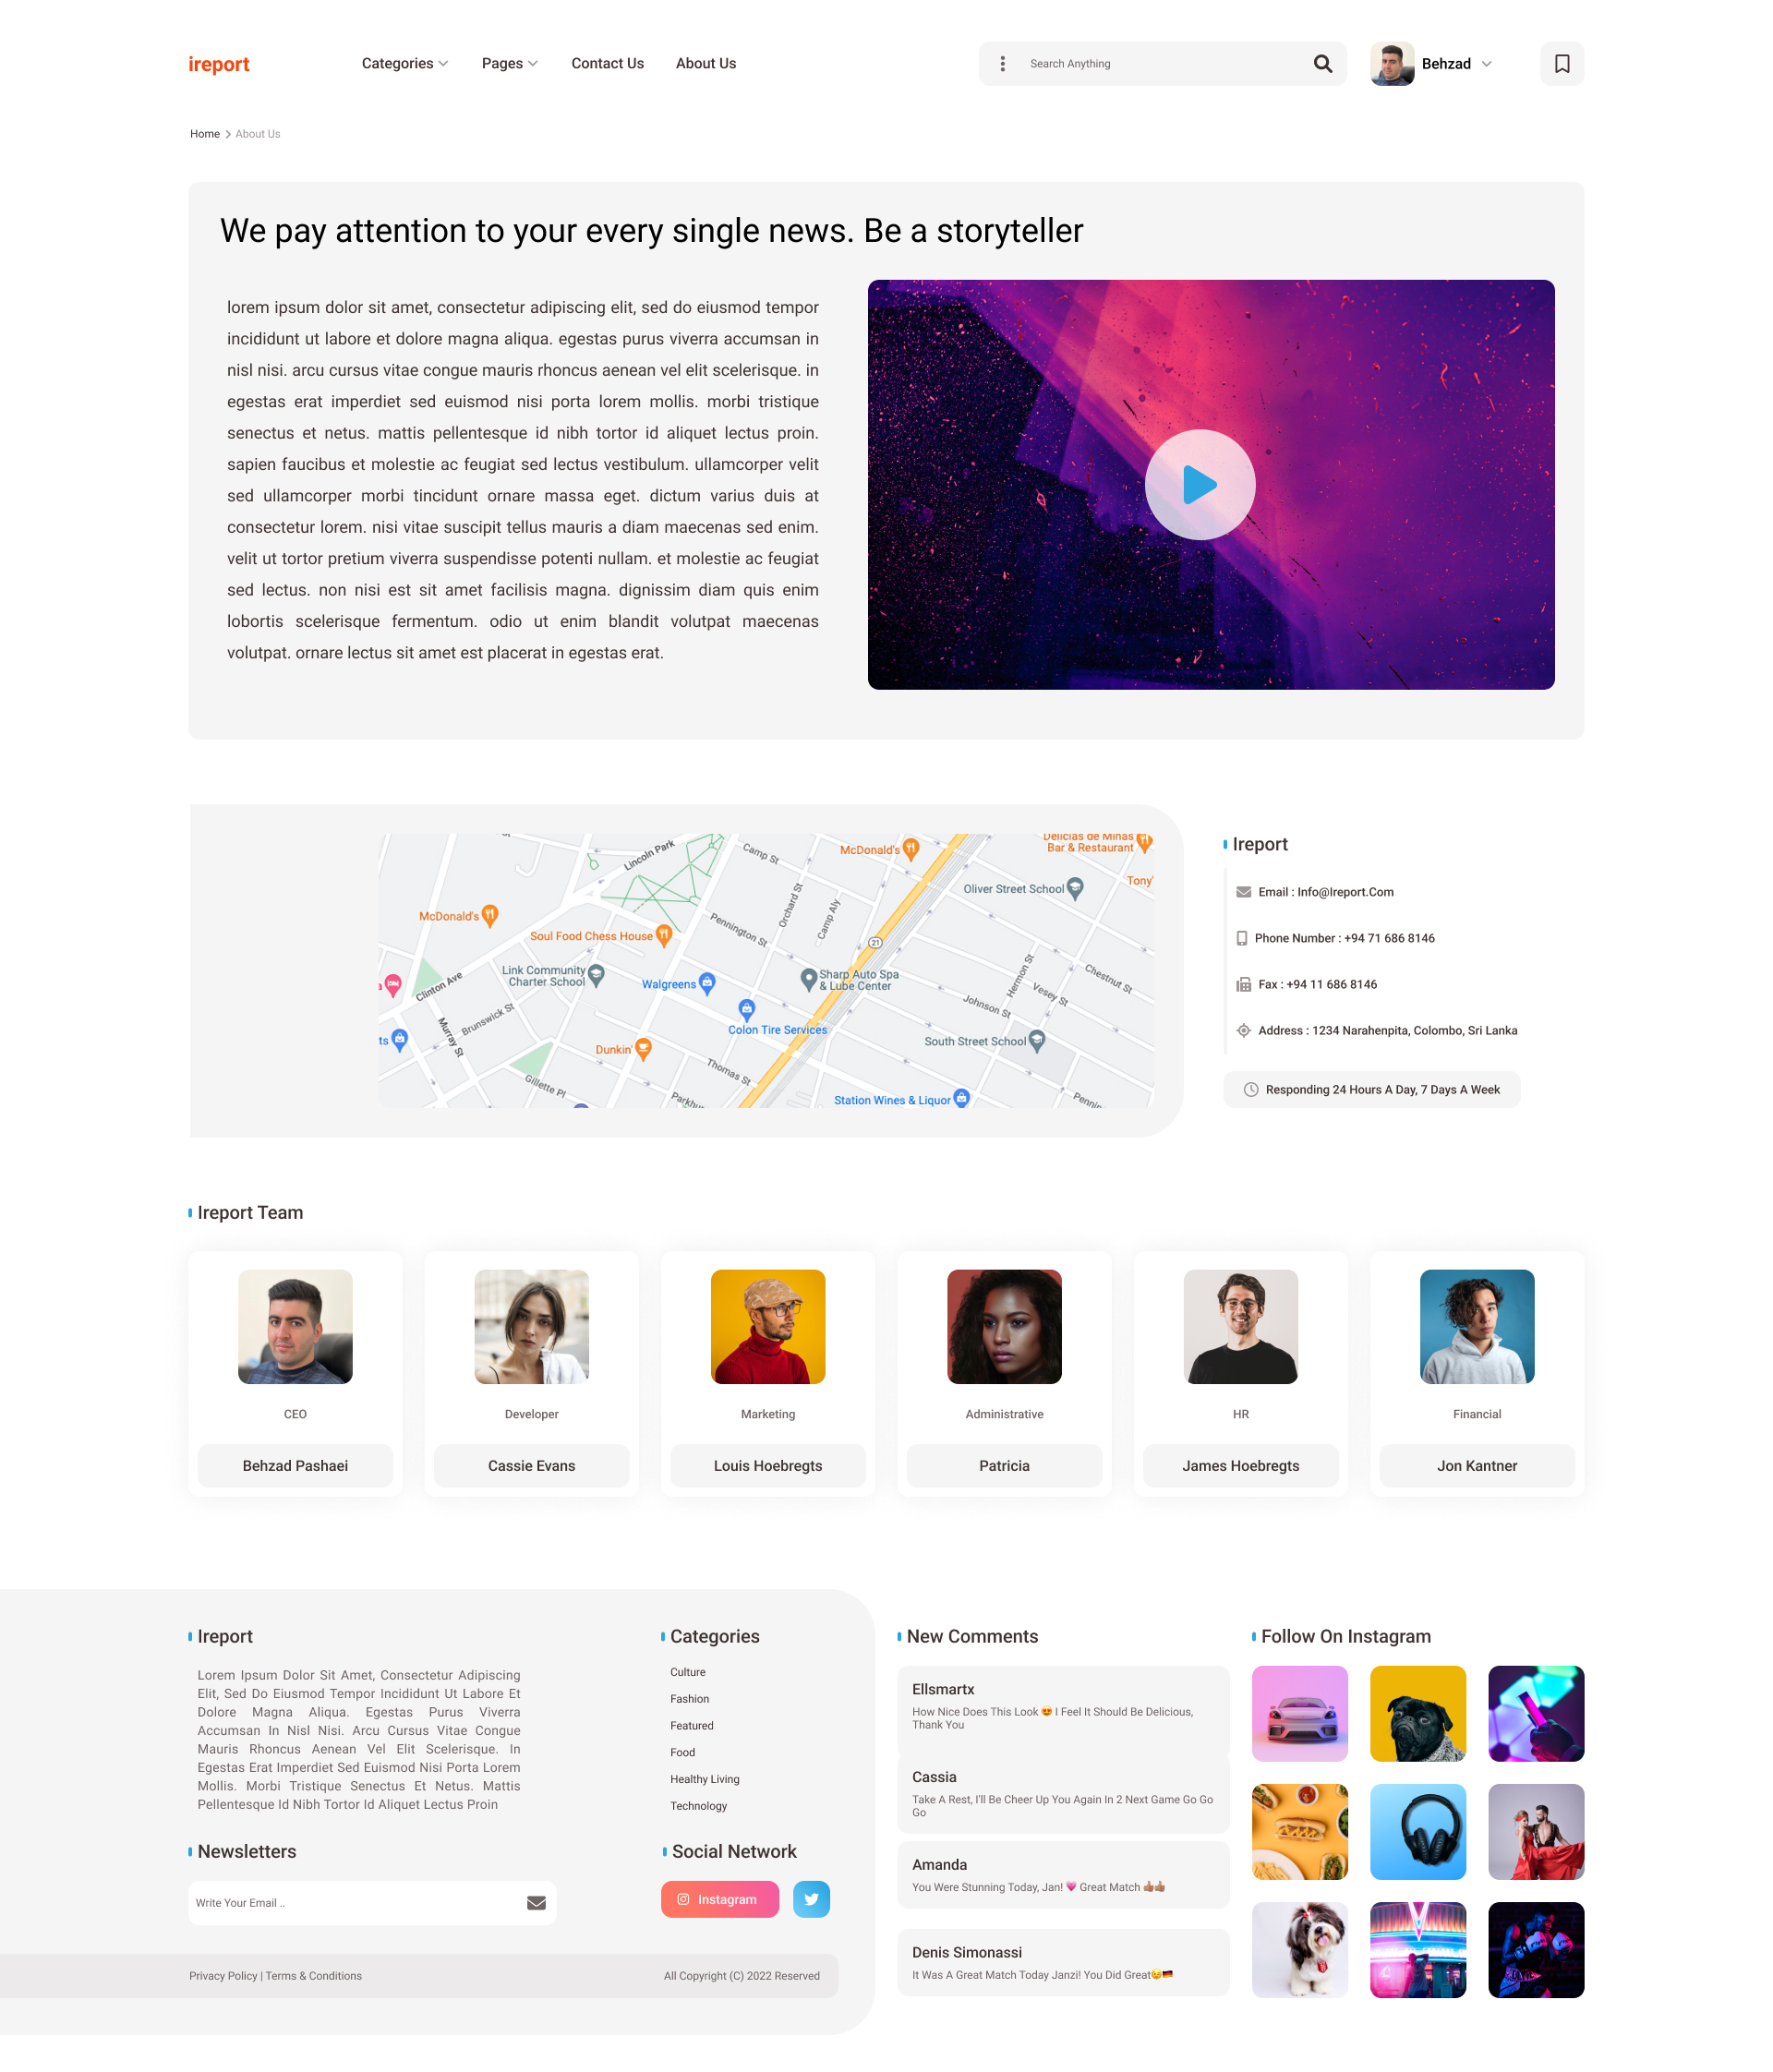 ireport
Categories
Pages
Contact Us
About Us
Search Anything
Behzad
Home
About Us
We pay attention to your every single news. Be a storyteller
lorem ipsum dolor sit amet, consectetur adipiscing elit, sed do eiusmod tempor
incididunt ut labore et dolore magna aliqua. egestas purus viverra accumsan in
nisl nisi. arcu cursus vitae congue mauris rhoncus aenean vel elit scelerisque. in
egestas erat imperdiet sed euismod nisi porta lorem mollis. morbi tristique
senectus et netus. mattis pellentesque id nibh tortor id aliquet lectus proin.
sapien faucibus et molestie ac feugiat sed lectus vestibulum. ullamcorper velit
sed ullamcorper morbi tincidunt ornare massa eget. dictum varius duis at
consectetur lorem. nisi vitae suscipit tellus mauris a diam maecenas sed enim.
velit ut tortor pretium viverra suspendisse potenti nullam. et molestie ac feugiat
sed lectus. non nisi est sit amet facilisis magna. dignissim diam quis enim
lobortis scelerisque fermentum. odio ut enim blandit volutpat maecenas
volutpat. ornare lectus sit amet est placerat in egestas erat.
Lincoln Park
Camp St
McDonald's
Delicias de Minas
Bar & Restaurant
Tony'
Oliver Street School
Orchard St
Camp Aly
McDonald's
Soul Food Chess House
Pennington St
21
Link Community
Charter School
Walgreens
Sharp Auto Spa
& Lube Center
Hermon St
Chestnut St
Clinton Ave
Vesey St
Johnson St
Brunswick St
Murray St
Colon Tire Services
ts
Dunkin'
South Street School
Thomas St
Gillette Pl
Parkhu
Station Wines & Liquor
Pennin
Ireport
Email : Info@Ireport.Com
Phone Number : +94 71 686 8146
Fax : +94 11 686 8146
Address : 1234 Narahenpita, Colombo, Sri Lanka
Responding 24 Hours A Day, 7 Days A Week
Ireport Team
CEO
Behzad Pashaei
Developer
Cassie Evans
Marketing
Louis Hoebregts
Administrative
Patricia
HR
James Hoebregts
Financial
Jon Kantner
Ireport
Lorem Ipsum Dolor Sit Amet, Consectetur Adipiscing
Elit, Sed Do Eiusmod Tempor Incididunt Ut Labore Et
Dolore Magna Aliqua. Egestas Purus Viverra
Accumsan In Nisl Nisi. Arcu Cursus Vitae Congue
Mauris Rhoncus Aenean Vel Elit Scelerisque. In
Egestas Erat Imperdiet Sed Euismod Nisi Porta Lorem
Mollis. Morbi Tristique Senectus Et Netus. Mattis
Pellentesque Id Nibh Tortor Id Aliquet Lectus Proin
Newsletters
Write Your Email ..
Categories
Culture
Fashion
Featured
Food
Healthy Living
Technology
Social Network
Instagram
Privacy Policy | Terms & Conditions
All Copyright (C) 2022 Reserved
New Comments
Ellsmartx
How Nice Does This Look 😍 I Feel It Should Be Delicious,
Thank You
Cassia
Take A Rest, I'll Be Cheer Up You Again In 2 Next Game Go Go
Go
Amanda
You Were Stunning Today, Jan! 💗 Great Match 👍🏽👍🏽
Denis Simonassi
It Was A Great Match Today Janzi! You Did Great😉🇩🇪
Follow On Instagram